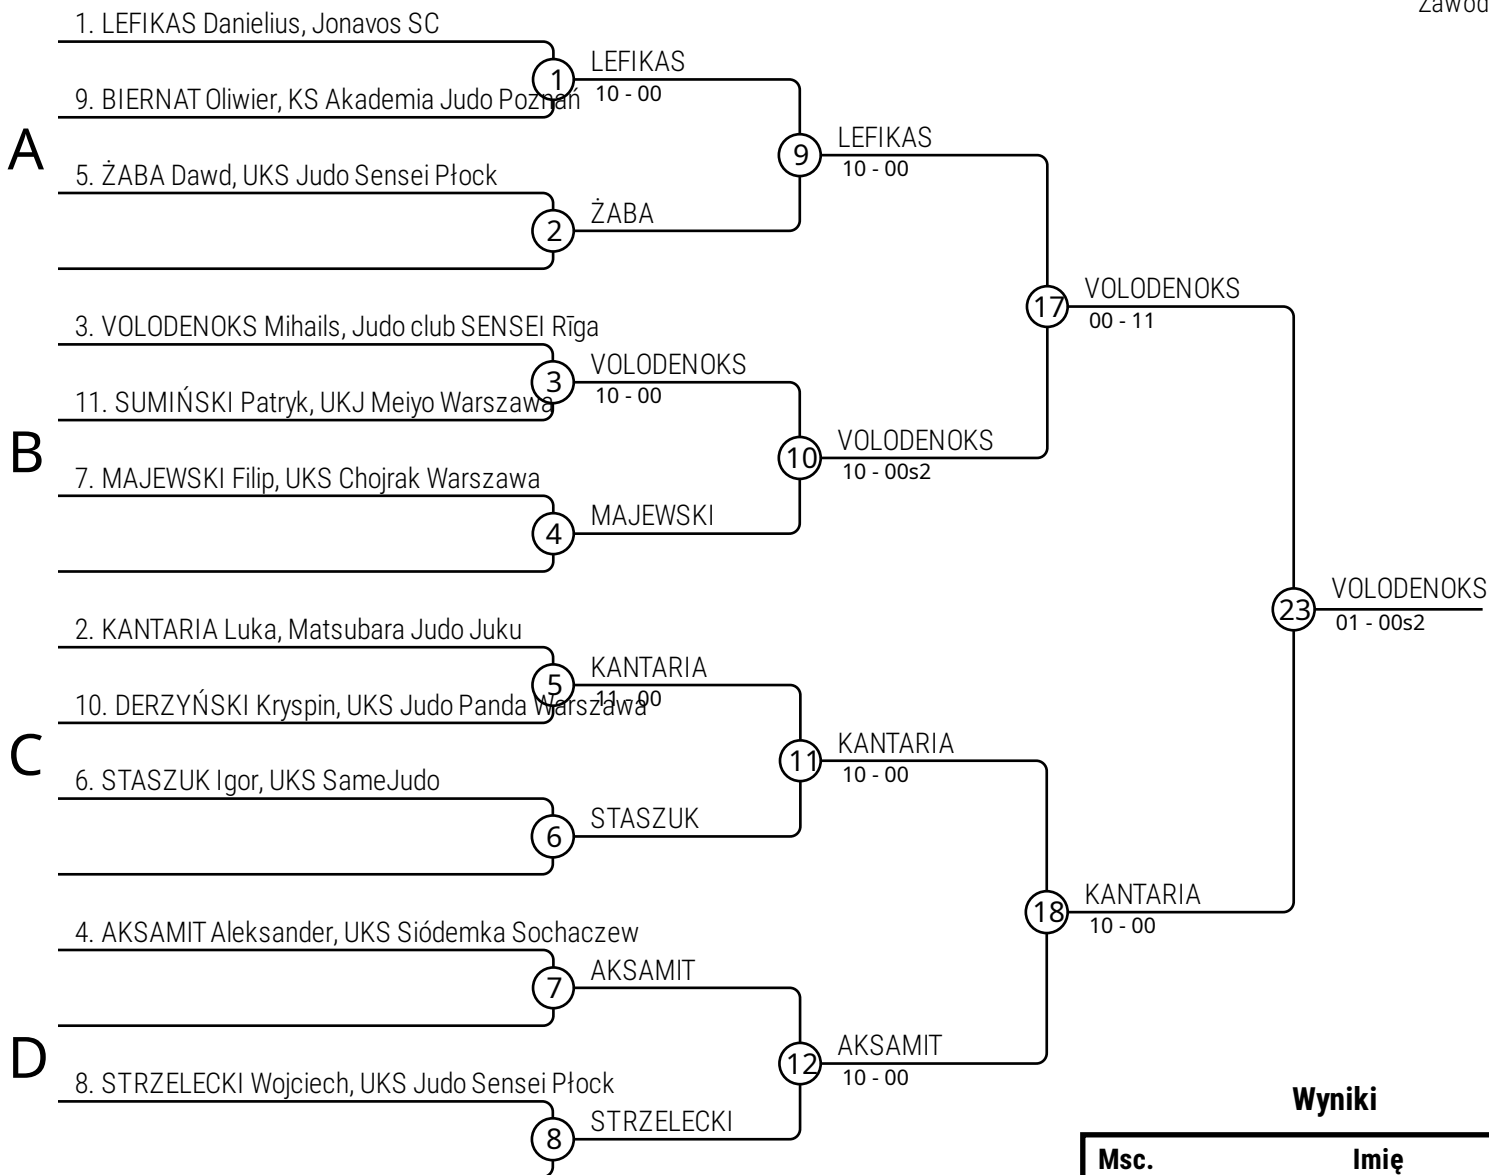 Zawod
1. LEFIKAS Danielius, Jonavos SC
1
LEFIKAS
10 - 00
9. BIERNAT Oliwier, KS Akademia Judo Poznań
A
9
LEFIKAS
10 - 00
5. ŻABA Dawd, UKS Judo Sensei Płock
2
ŻABA
17
VOLODENOKS
00 - 11
3. VOLODENOKS Mihails, Judo club SENSEI Rīga
3
VOLODENOKS
10 - 00
11. SUMIŃSKI Patryk, UKJ Meiyo Warszawa
B
10
VOLODENOKS
10 - 00s2
7. MAJEWSKI Filip, UKS Chojrak Warszawa
4
MAJEWSKI
23
VOLODENOKS
01 - 00s2
2. KANTARIA Luka, Matsubara Judo Juku
5
KANTARIA
11 - 00
10. DERZYŃSKI Kryspin, UKS Judo Panda Warszawa
C
11
KANTARIA
10 - 00
6. STASZUK Igor, UKS SameJudo
6
STASZUK
18
KANTARIA
10 - 00
4. AKSAMIT Aleksander, UKS Siódemka Sochaczew
7
AKSAMIT
D
12
AKSAMIT
10 - 00
8. STRZELECKI Wojciech, UKS Judo Sensei Płock
8
STRZELECKI
Wyniki
Msc. Imię